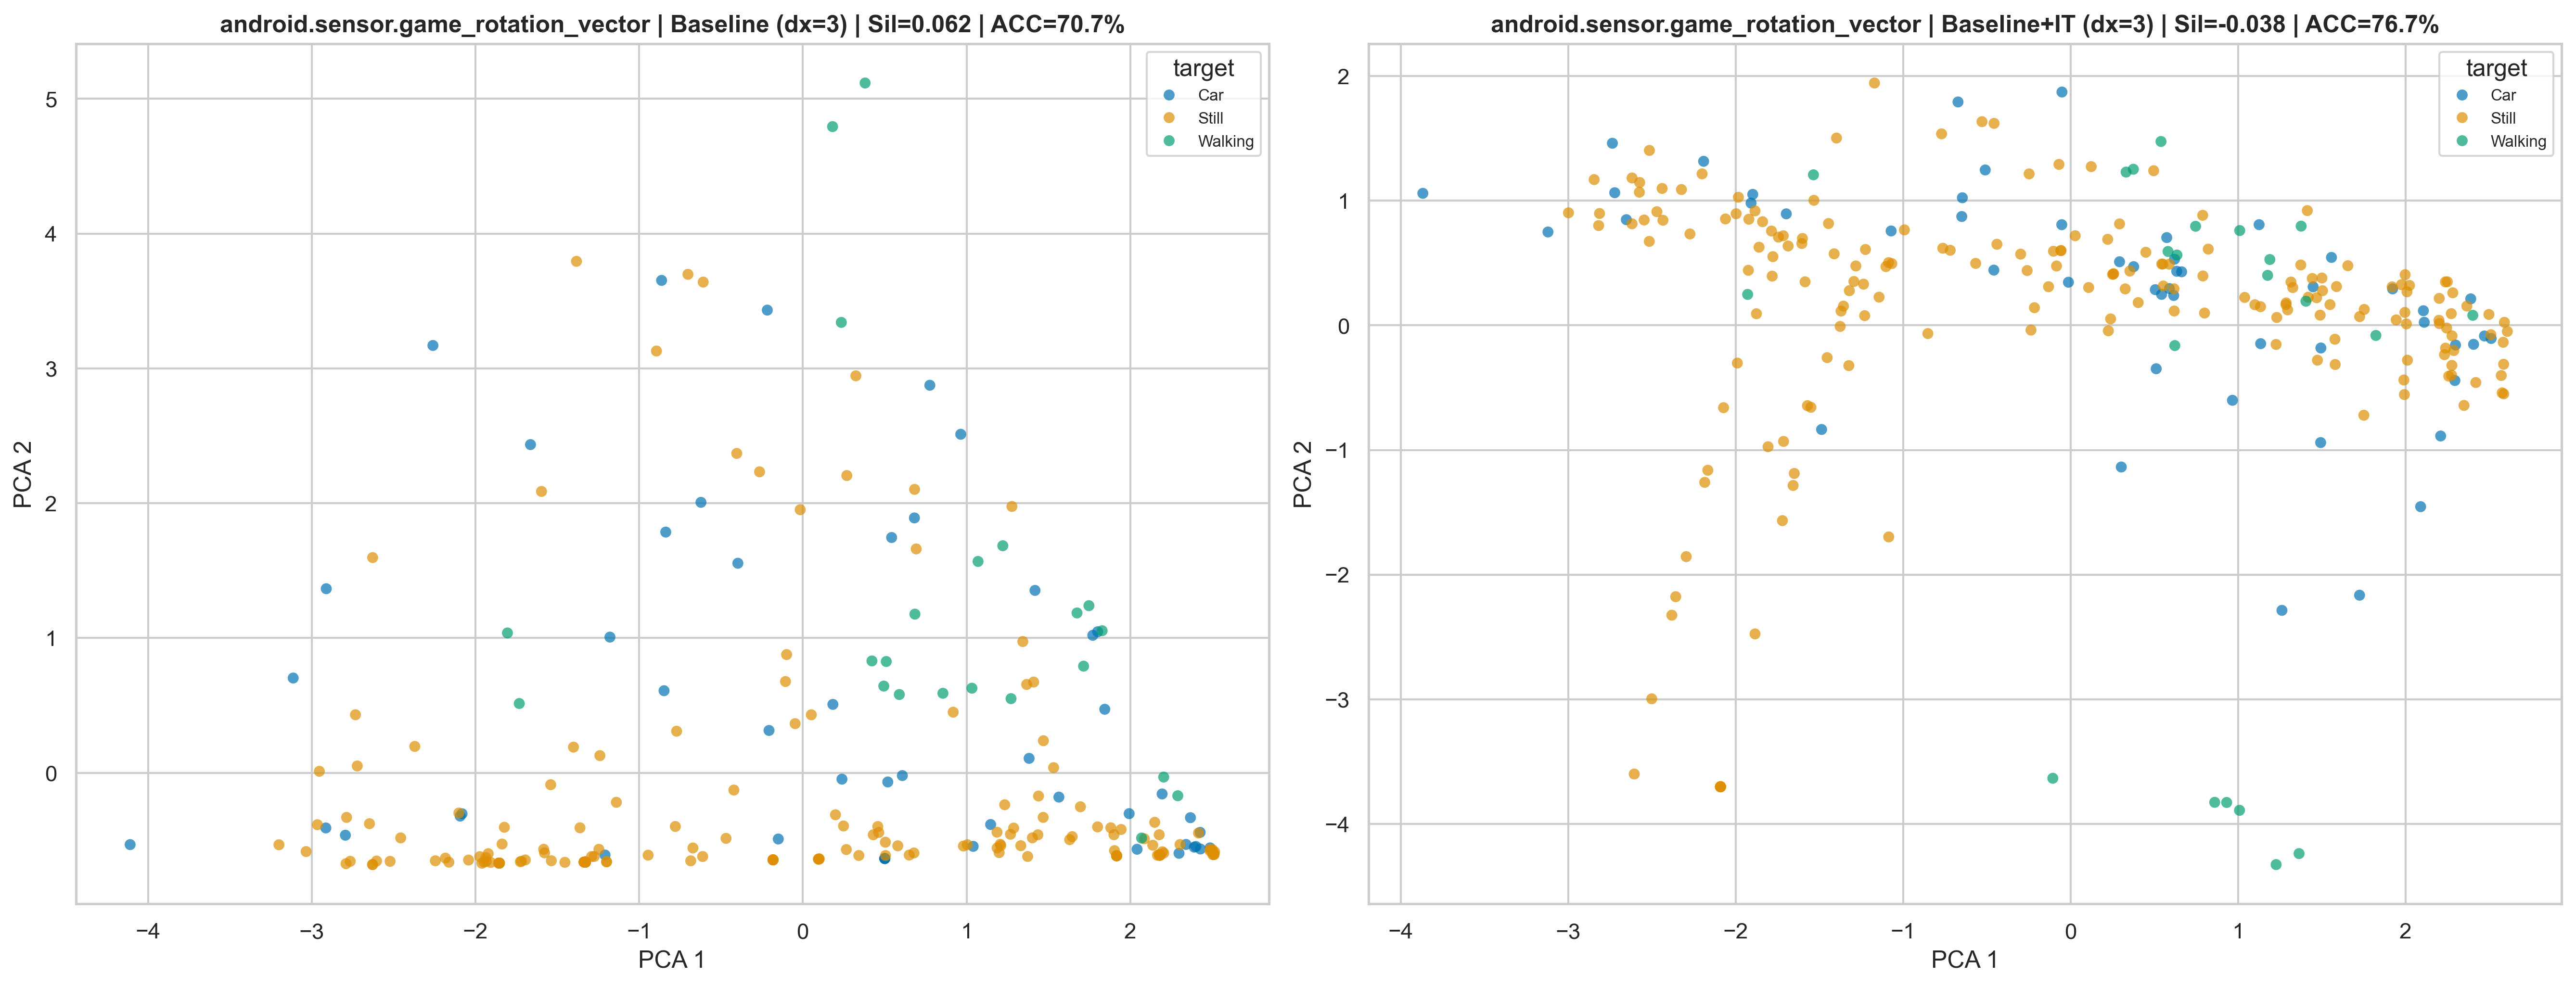 android.sensor.game_rotation_vector | Baseline (dx=3) | Sil=0.062 | ACC=70.7%
target
Car
Still
Walking
5
4
3
2
1
0
PCA 2
−4
−3
−2
−1
0
1
2
PCA 1
android.sensor.game_rotation_vector | Baseline+IT (dx=3) | Sil=-0.038 | ACC=76.7%
target
Car
Still
Walking
2
1
0
−1
−2
−3
−4
PCA 2
−4
−3
−2
−1
0
1
2
PCA 1